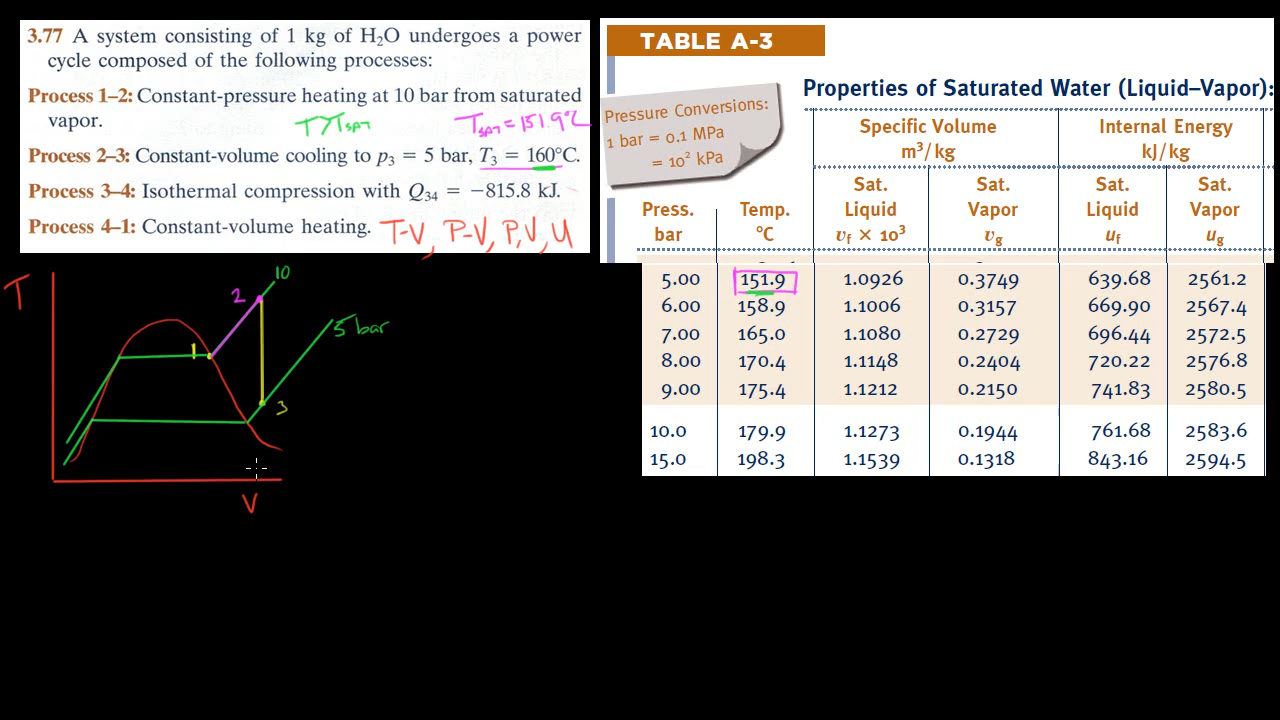 3.77 A system consisting of 1 kg of H₂O undergoes a power
cycle composed of the following processes:
Process 1–2: Constant-pressure heating at 10 bar from saturated
vapor.
T>Tsat
Tsat = 151.9°C
Process 2–3: Constant-volume cooling to p₃ = 5 bar, T₃ = 160°C.
Process 3–4: Isothermal compression with Q₃₄ = −815.8 kJ.
Process 4–1: Constant-volume heating.
T-V, P-V, P, V, U
T
10
2
1
5 bar
3
V
TABLE A-3
Properties of Saturated Water (Liquid–Vapor):
Pressure Conversions:
1 bar = 0.1 MPa
= 10² kPa
Specific Volume
m³/kg
Internal Energy
kJ/kg
Press.
bar
Temp.
°C
Sat.
Liquid
vf × 10³
Sat.
Vapor
vg
Sat.
Liquid
uf
Sat.
Vapor
ug
5.00 151.9 1.0926 0.3749 639.68 2561.2
6.00 158.9 1.1006 0.3157 669.90 2567.4
7.00 165.0 1.1080 0.2729 696.44 2572.5
8.00 170.4 1.1148 0.2404 720.22 2576.8
9.00 175.4 1.1212 0.2150 741.83 2580.5
10.0 179.9 1.1273 0.1944 761.68 2583.6
15.0 198.3 1.1539 0.1318 843.16 2594.5